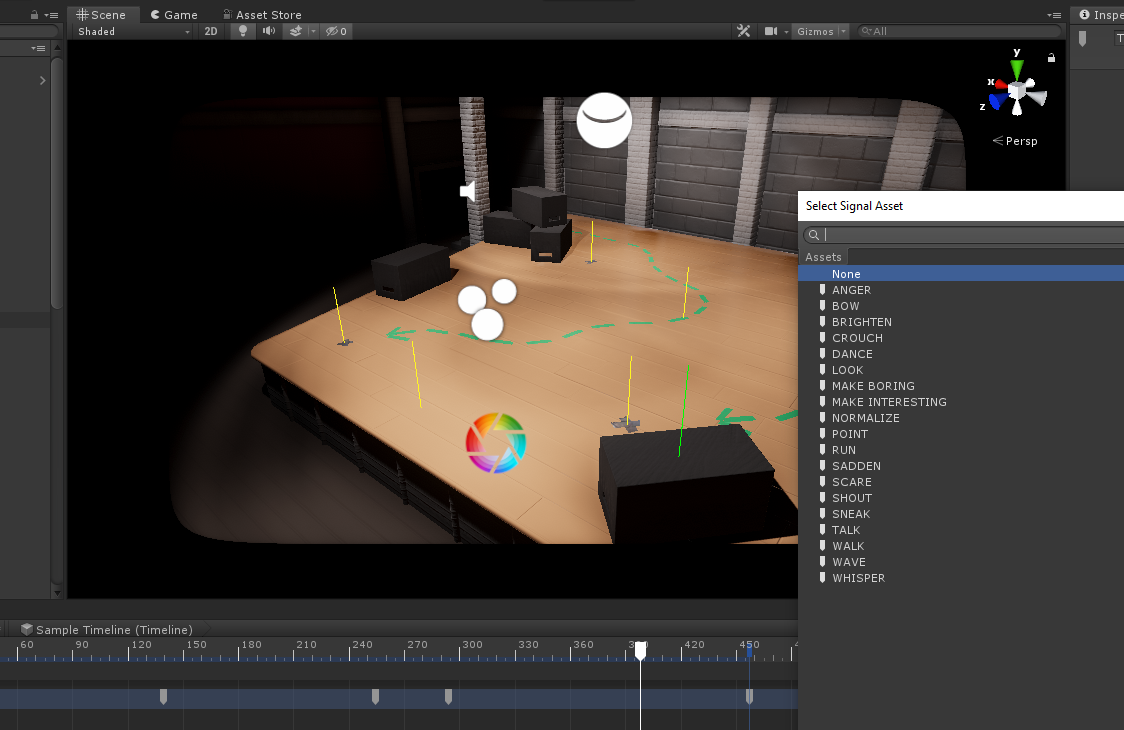 Scene
Game
Asset Store
Inspe
Shaded
2D
0
Gizmos
All
T
y
x
z
Persp
Select Signal Asset
Assets
None
ANGER
BOW
BRIGHTEN
CROUCH
DANCE
LOOK
MAKE BORING
MAKE INTERESTING
NORMALIZE
POINT
RUN
SADDEN
SCARE
SHOUT
SNEAK
TALK
WALK
WAVE
WHISPER
Sample Timeline (Timeline)
60 90 120 150 180 210 240 270 300 330 360 420 450